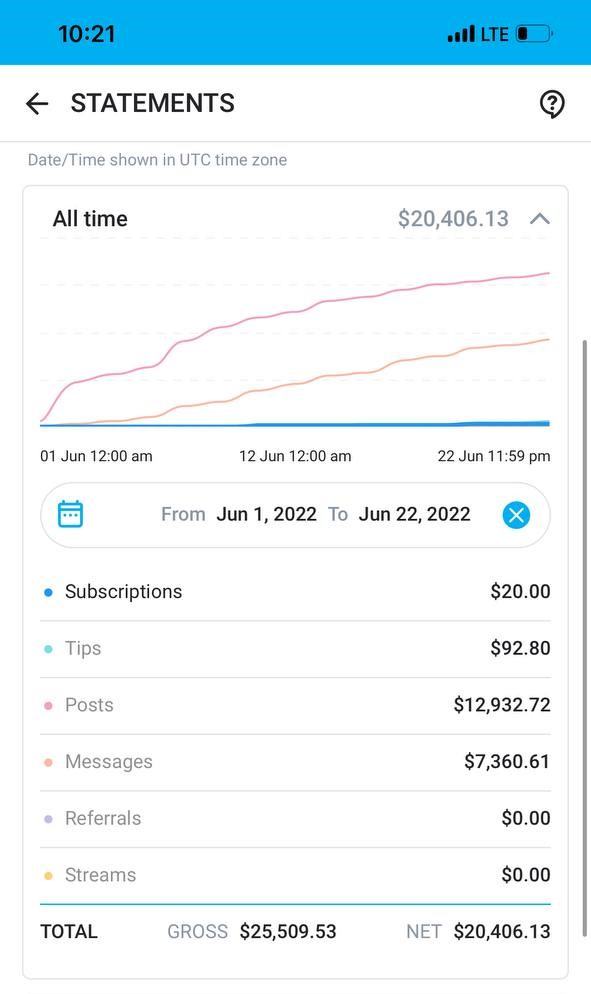 10:21 LTE
STATEMENTS
Date/Time shown in UTC time zone
All time $20,406.13
01 Jun 12:00 am 12 Jun 12:00 am 22 Jun 11:59 pm
From Jun 1, 2022 To Jun 22, 2022
Subscriptions $20.00
Tips $92.80
Posts $12,932.72
Messages $7,360.61
Referrals $0.00
Streams $0.00
TOTAL GROSS $25,509.53 NET $20,406.13